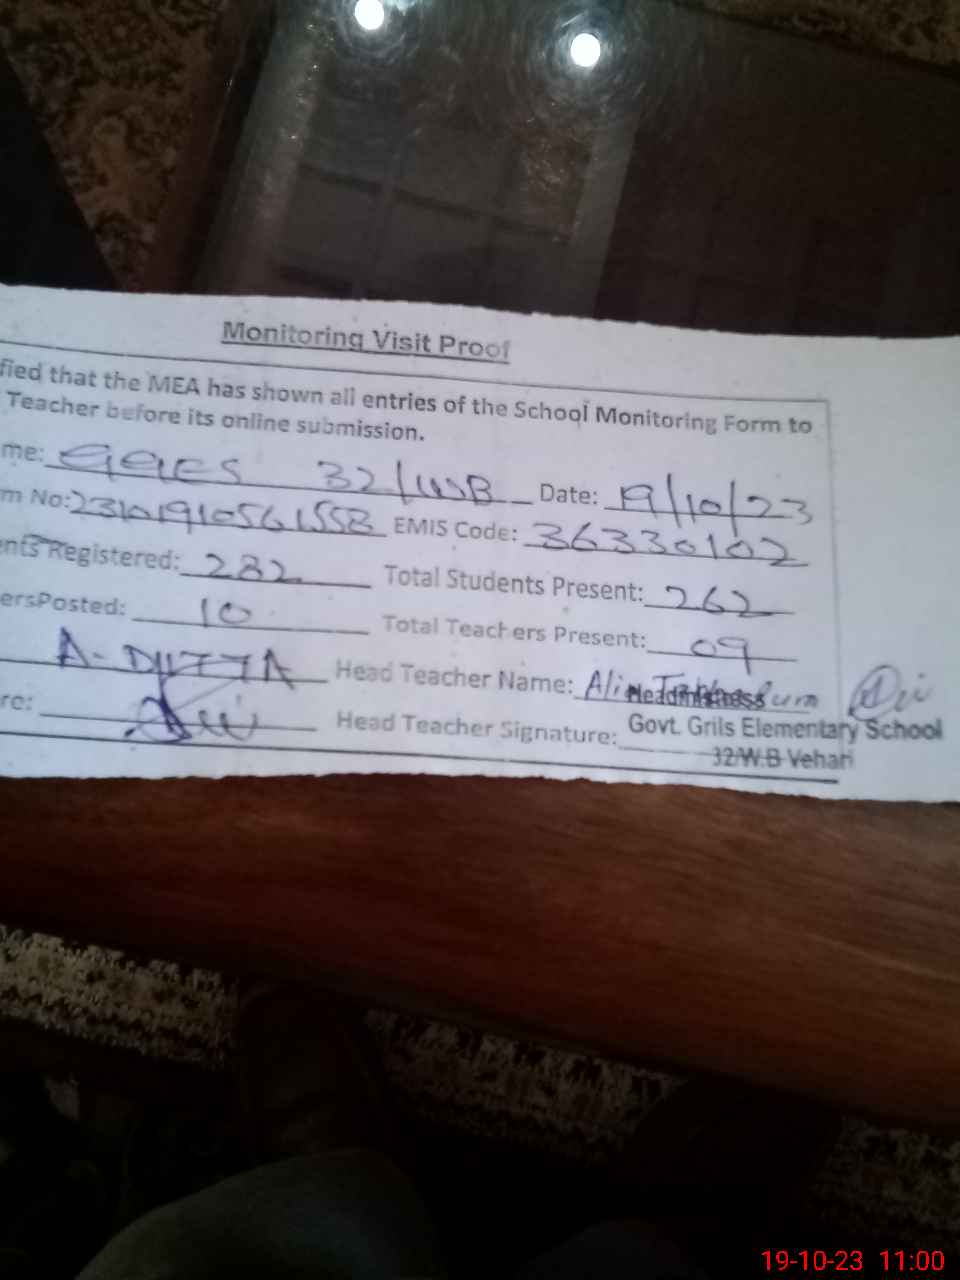 Monitoring Visit Proof
fied that the MEA has shown all entries of the School Monitoring Form to
Teacher before its online submission.
me: GGES 32/WB Date: 19/10/23
m No: EMIS Code: 36330102
ents Registered: 282 Total Students Present: 262
ersPosted: 10 Total Teachers Present: 09
A-DITTA Head Teacher Name:
Headmistress
re: Head Teacher Signature: Govt. Grils Elementary School
32/W.B Vehari
19-10-23 11:00